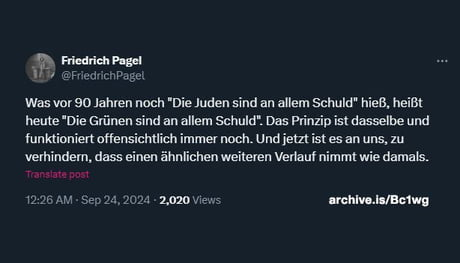 Friedrich Pagel
@FriedrichPagel
Was vor 90 Jahren noch "Die Juden sind an allem Schuld" hieß, heißt
heute "Die Grünen sind an allem Schuld". Das Prinzip ist dasselbe und
funktioniert offensichtlich immer noch. Und jetzt ist es an uns, zu
verhindern, dass einen ähnlichen weiteren Verlauf nimmt wie damals.
Translate post
12:26 AM · Sep 24, 2024 · 2,020 Views archive.is/Bc1wg